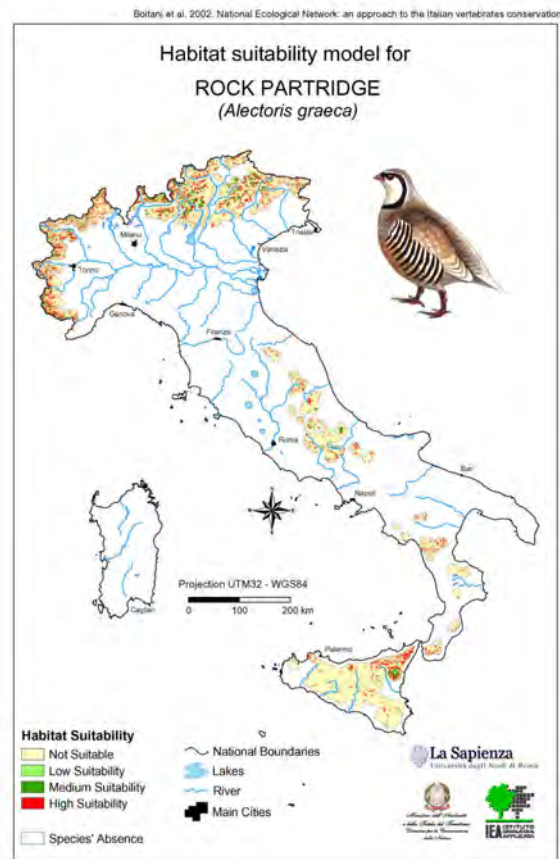 Boitani et al. 2002. National Ecological Network: an approach to the Italian vertebrates conservation
Habitat suitability model for
ROCK PARTRIDGE
(Alectoris graeca)
Trieste
Milano
Venezia
Torino
Genova
Firenze
Roma
Bari
Napoli
Projection UTM32 - WGS84
0 100 200 km
Cagliari
Palermo
Habitat Suitability
Not Suitable
Low Suitability
Medium Suitability
High Suitability
Species' Absence
National Boundaries
Lakes
River
Main Cities
La Sapienza
Università degli Studi di Roma
IEA ISTITUTO
ECOLOGIA
APPLICATA